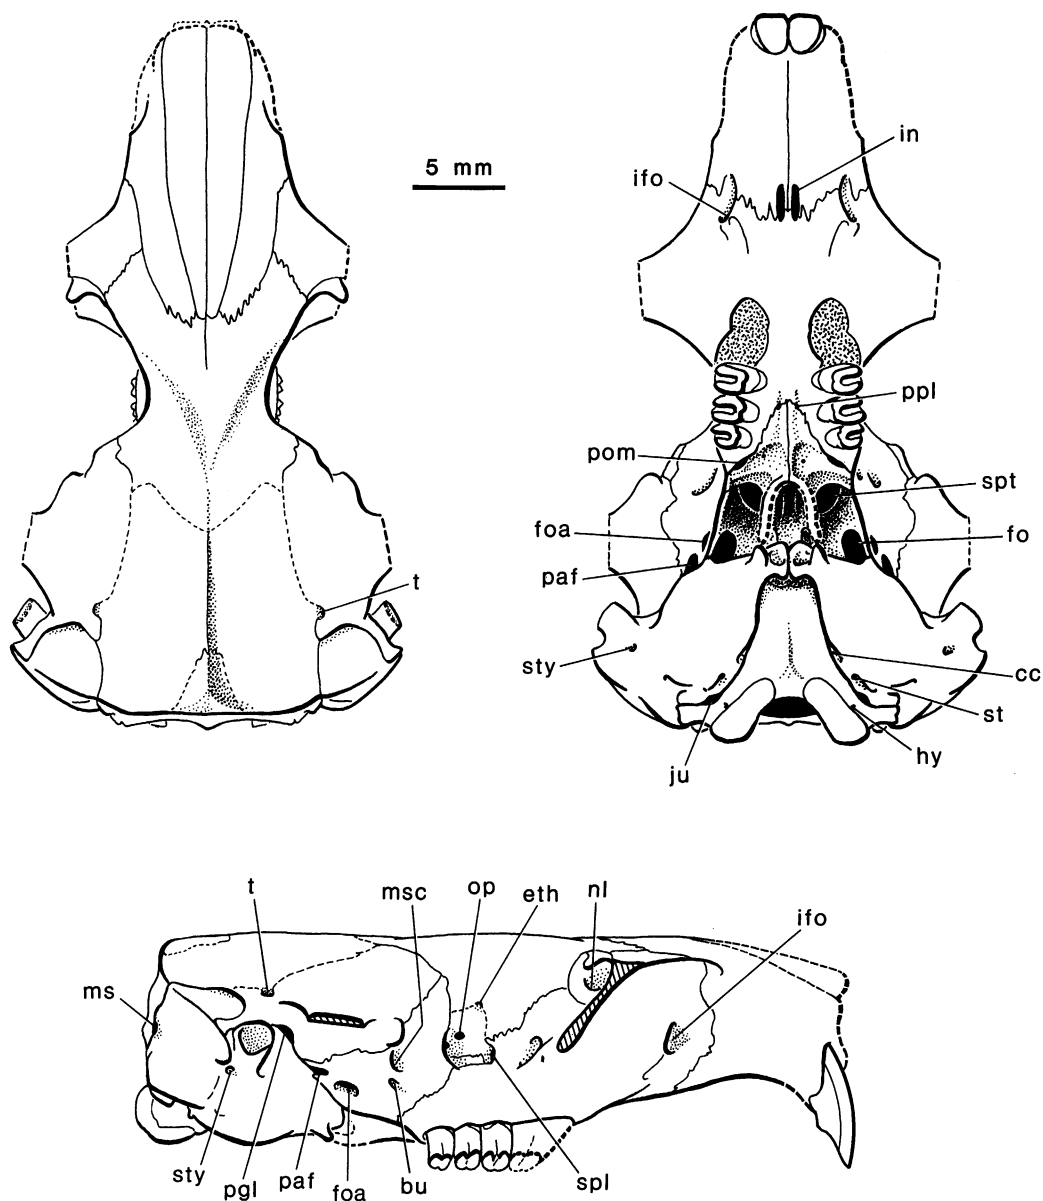 5 mm
in
ifo
ppl
pom
spt
foa
fo
paf
t
sty
cc
st
hy
ju
t
msc
op
eth
nl
ifo
ms
sty
pgl
paf
foa
bu
spl